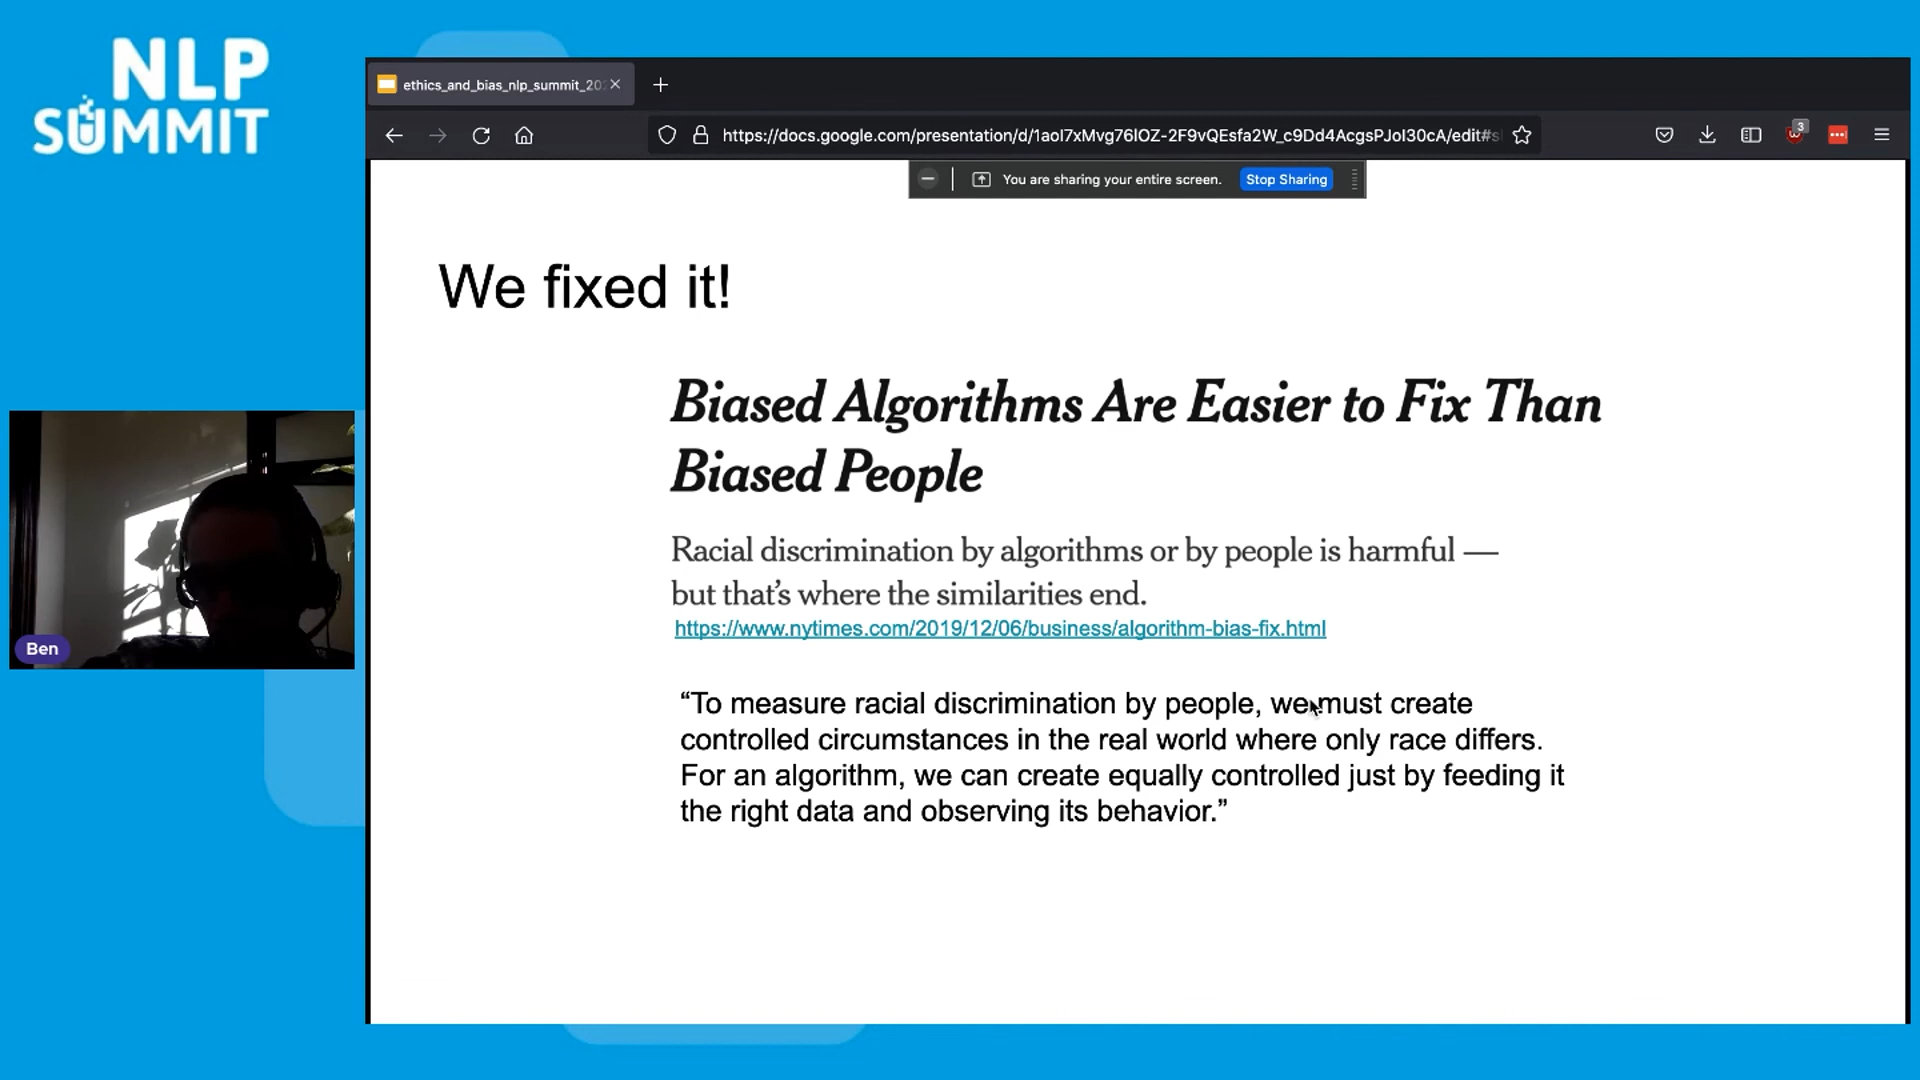 NLP
SUMMIT
ethics_and_bias_nlp_summit_20
https://docs.google.com/presentation/d/1aoI7xMvg76lOZ-2F9vQEsfa2W_c9Dd4AcgsPJoI30cA/edit#s
3
You are sharing your entire screen.
Stop Sharing
We fixed it!
Biased Algorithms Are Easier to Fix Than
Biased People
Racial discrimination by algorithms or by people is harmful —
but that’s where the similarities end.
https://www.nytimes.com/2019/12/06/business/algorithm-bias-fix.html
“To measure racial discrimination by people, we must create
controlled circumstances in the real world where only race differs.
For an algorithm, we can create equally controlled just by feeding it
the right data and observing its behavior.”
Ben